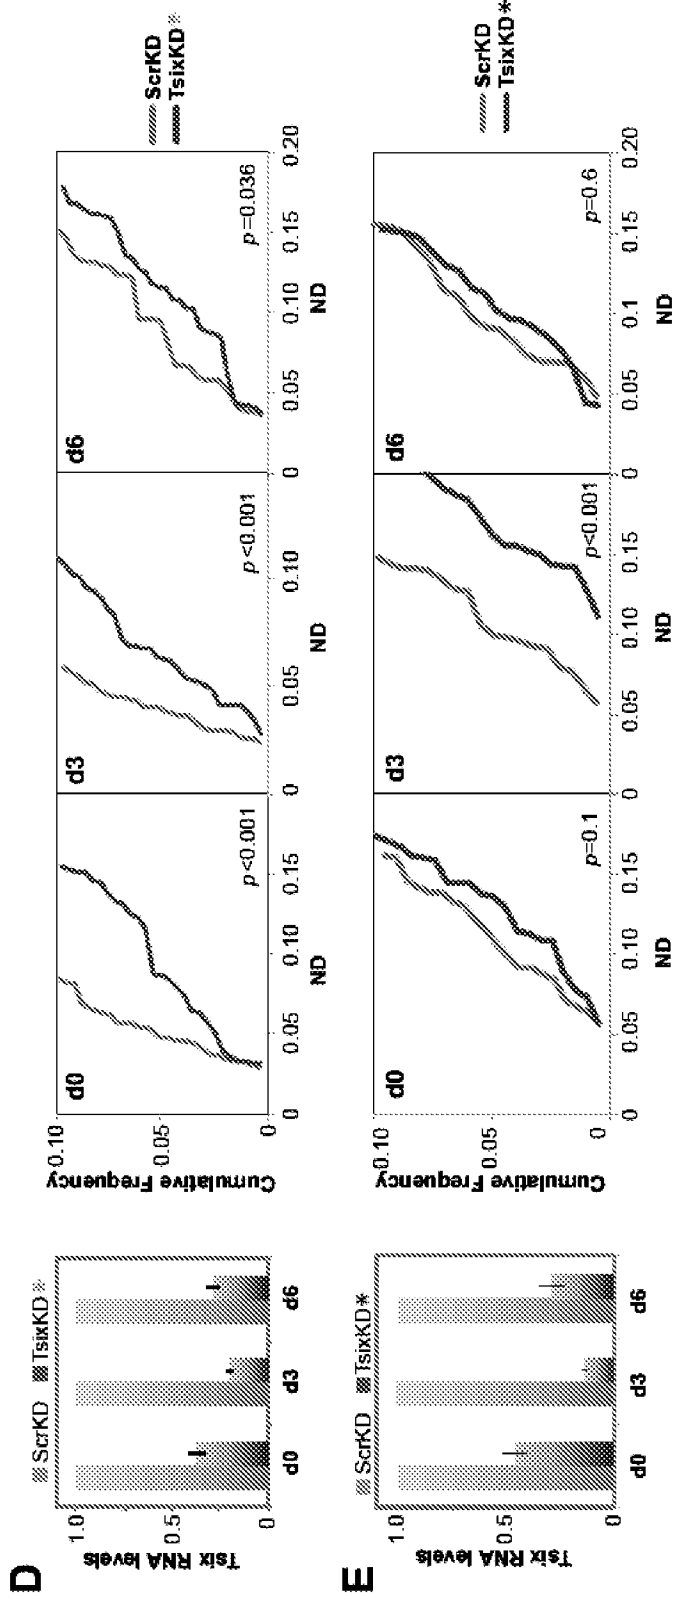 D
ScrKD TsixKD*
Tsix RNA levels
1.0
0.5
0
d0 d3 d6
Cumulative Frequency
0.10
0.05
0
d0
p<0.001
0 0.05 0.10 0.15
ND
d3
p<0.001
0 0.05 0.10
ND
d6
p=0.036
0 0.05 0.10 0.15 0.20
ND
ScrKD
TsixKD*
E
ScrKD TsixKD*
Tsix RNA levels
1.0
0.5
0
d0 d3 d6
Cumulative Frequency
0.10
0.05
0
d0
p=0.1
0 0.05 0.10 0.15
ND
d3
p<0.001
0 0.05 0.10 0.15
ND
d6
p=0.6
0 0.05 0.1 0.15 0.20
ND
ScrKD
TsixKD*